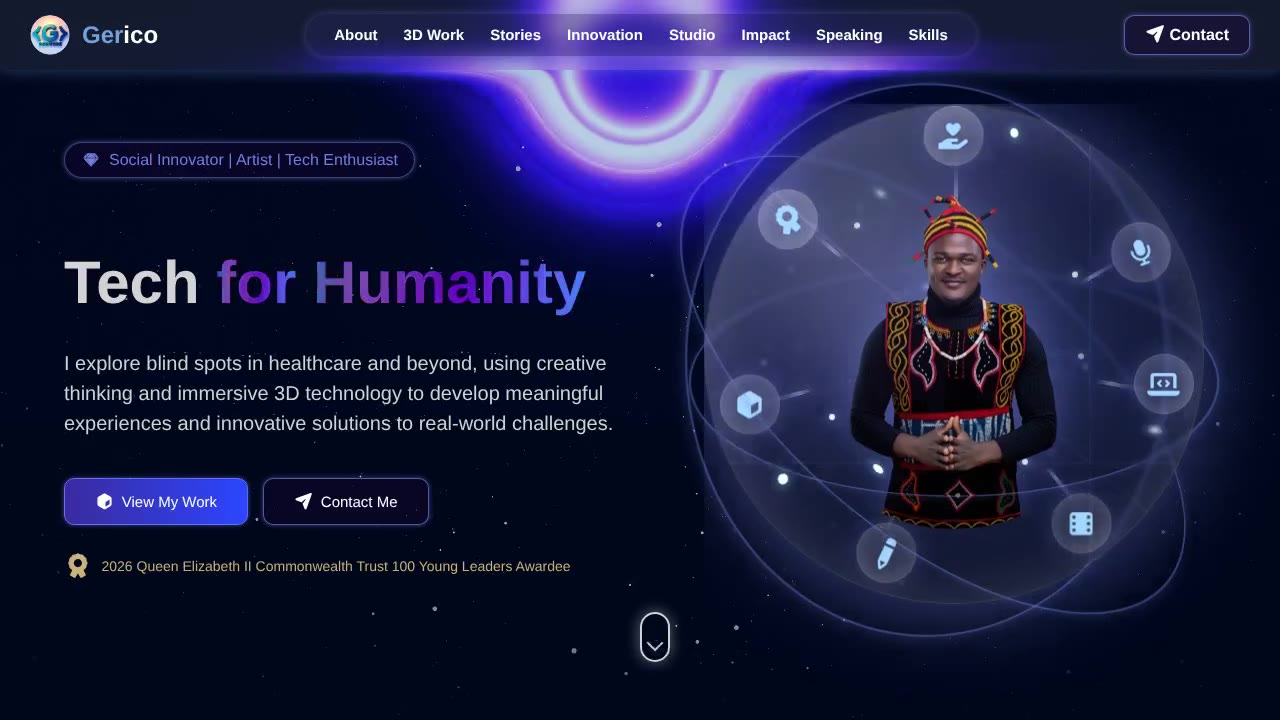 Gerico
About
3D Work
Stories
Innovation
Studio
Impact
Speaking
Skills
Contact
Social Innovator | Artist | Tech Enthusiast
Tech for Humanity
I explore blind spots in healthcare and beyond, using creative
thinking and immersive 3D technology to develop meaningful
experiences and innovative solutions to real-world challenges.
View My Work
Contact Me
2026 Queen Elizabeth II Commonwealth Trust 100 Young Leaders Awardee